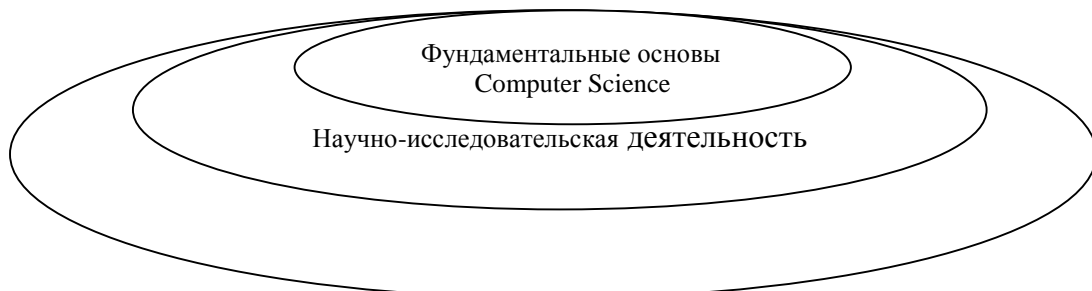 Фундаментальные основы
Computer Science
Научно-исследовательская деятельность